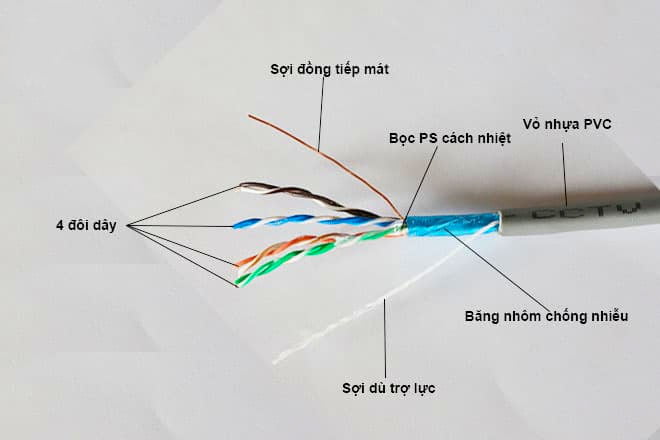 Sợi đồng tiếp mát
Vỏ nhựa PVC
Bọc PS cách nhiệt
CCTV
4 đôi dây
Băng nhôm chống nhiễu
Sợi dù trợ lực